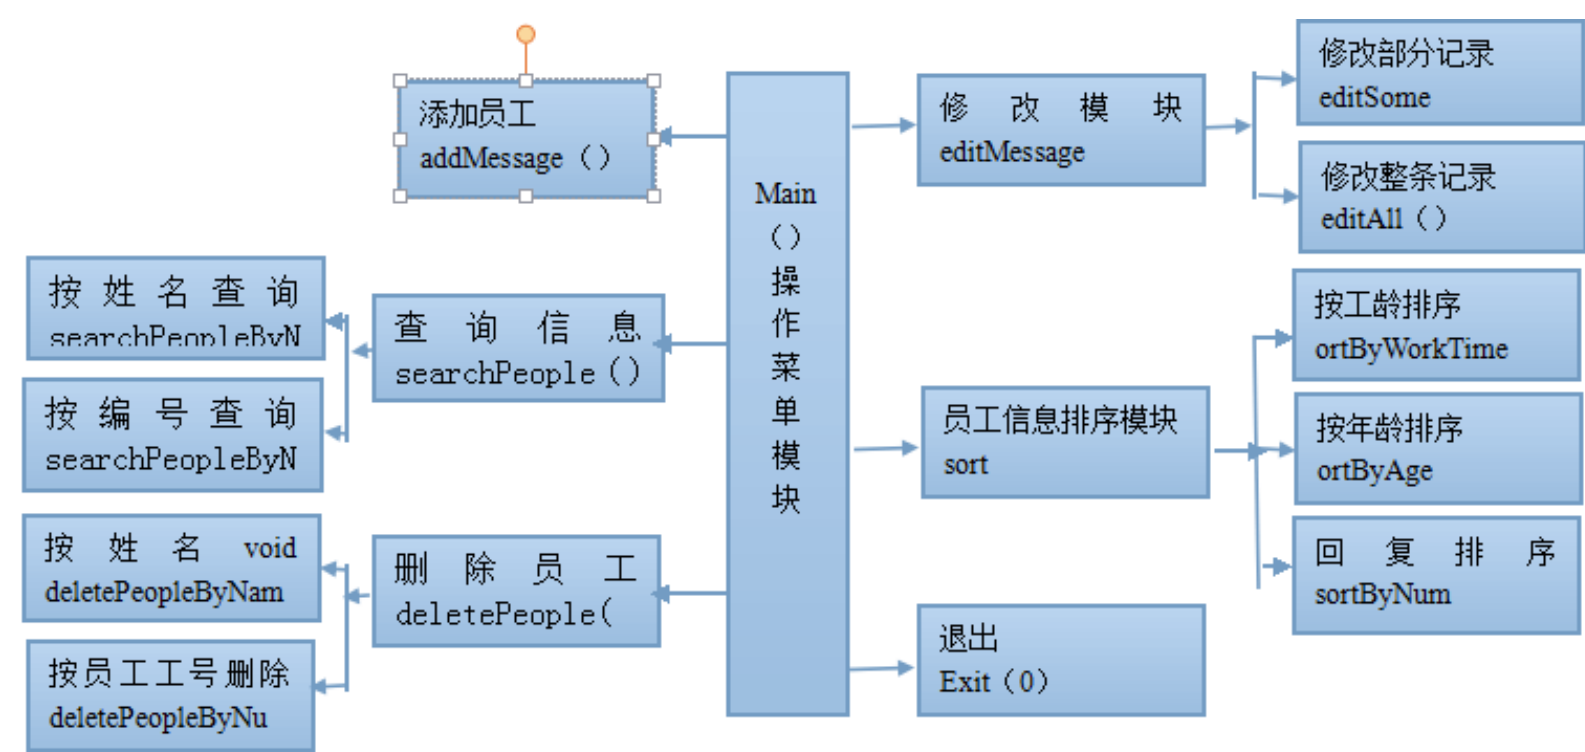 添加员工
addMessage（）
按姓名查询
searchPeopleByN
按编号查询
searchPeopleByN
查询信息
searchPeople（）
按姓名 void
deletePeopleByNam
按员工工号删除
deletePeopleByNu
删除员工
deletePeople(
Main
（）
操
作
菜
单
模
块
修改模块
editMessage
修改部分记录
editSome
修改整条记录
editAll（）
员工信息排序模块
sort
按工龄排序
ortByWorkTime
按年龄排序
ortByAge
回复排序
sortByNum
退出
Exit（0）